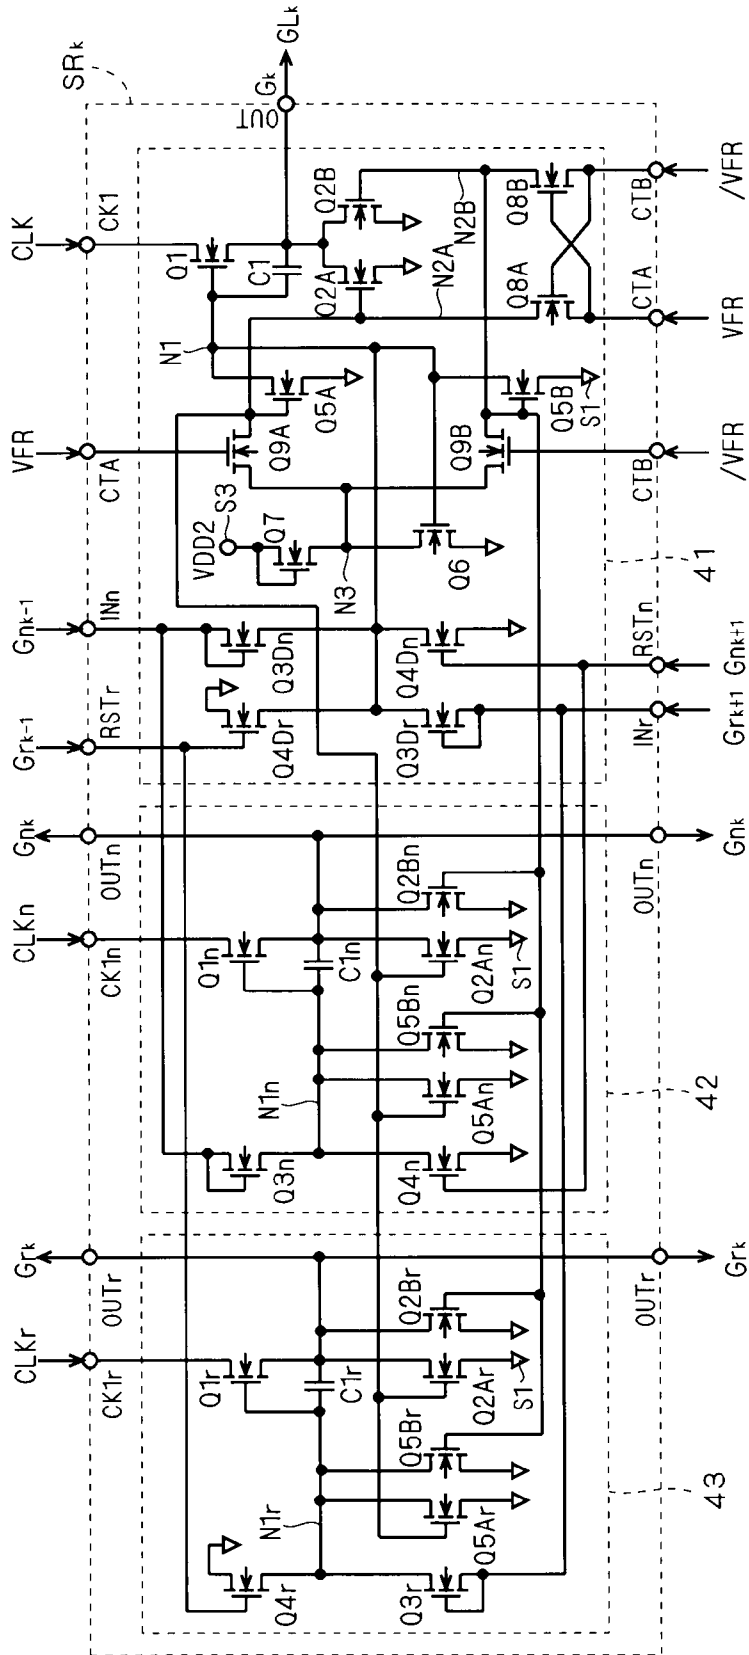 SRk
GLk
Gk
OUT
CLK
CK1
Q1
C1
Q2B
Q2A
N2B
N2A
Q8B
Q8A
CTB
/VFR
CTA
VFR
N1
Q5A
Q5B
S1
VFR
CTA
Q9A
Q9B
CTB
/VFR
VDD2
S3
Q7
N3
Q6
41
Gnk-1
INn
Q3Dn
Q4Dn
RSTn
Gnk+1
Grk-1
RSTr
Q4Dr
Q3Dr
INr
Grk+1
Gnk
OUTn
OUTn
Gnk
CLKn
CK1n
Q1n
C1n
Q2Bn
Q2An
S1
Q5Bn
Q5An
N1n
Q3n
Q4n
42
Grk
OUTr
OUTr
Grk
CLKr
CK1r
Q1r
C1r
Q2Br
Q2Ar
S1
Q5Br
Q5Ar
N1r
Q4r
Q3r
43